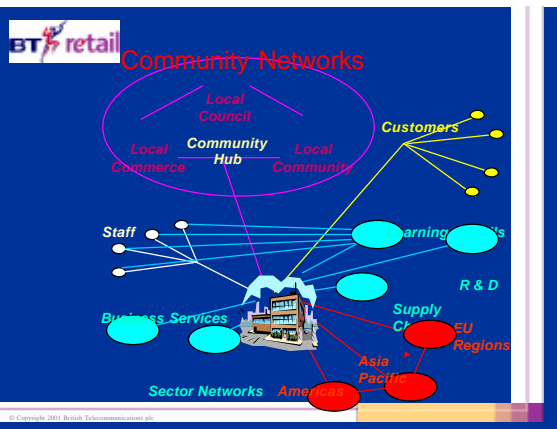 BT retail
Community Networks
Local
Council
Customers
Community
Hub
Local
Commerce
Local
Community
Staff
R & D
Business Services
Supply
EU
Regions
Asia
Pacific
Sector Networks
Americas
© Copyright 2001 British Telecommunications plc